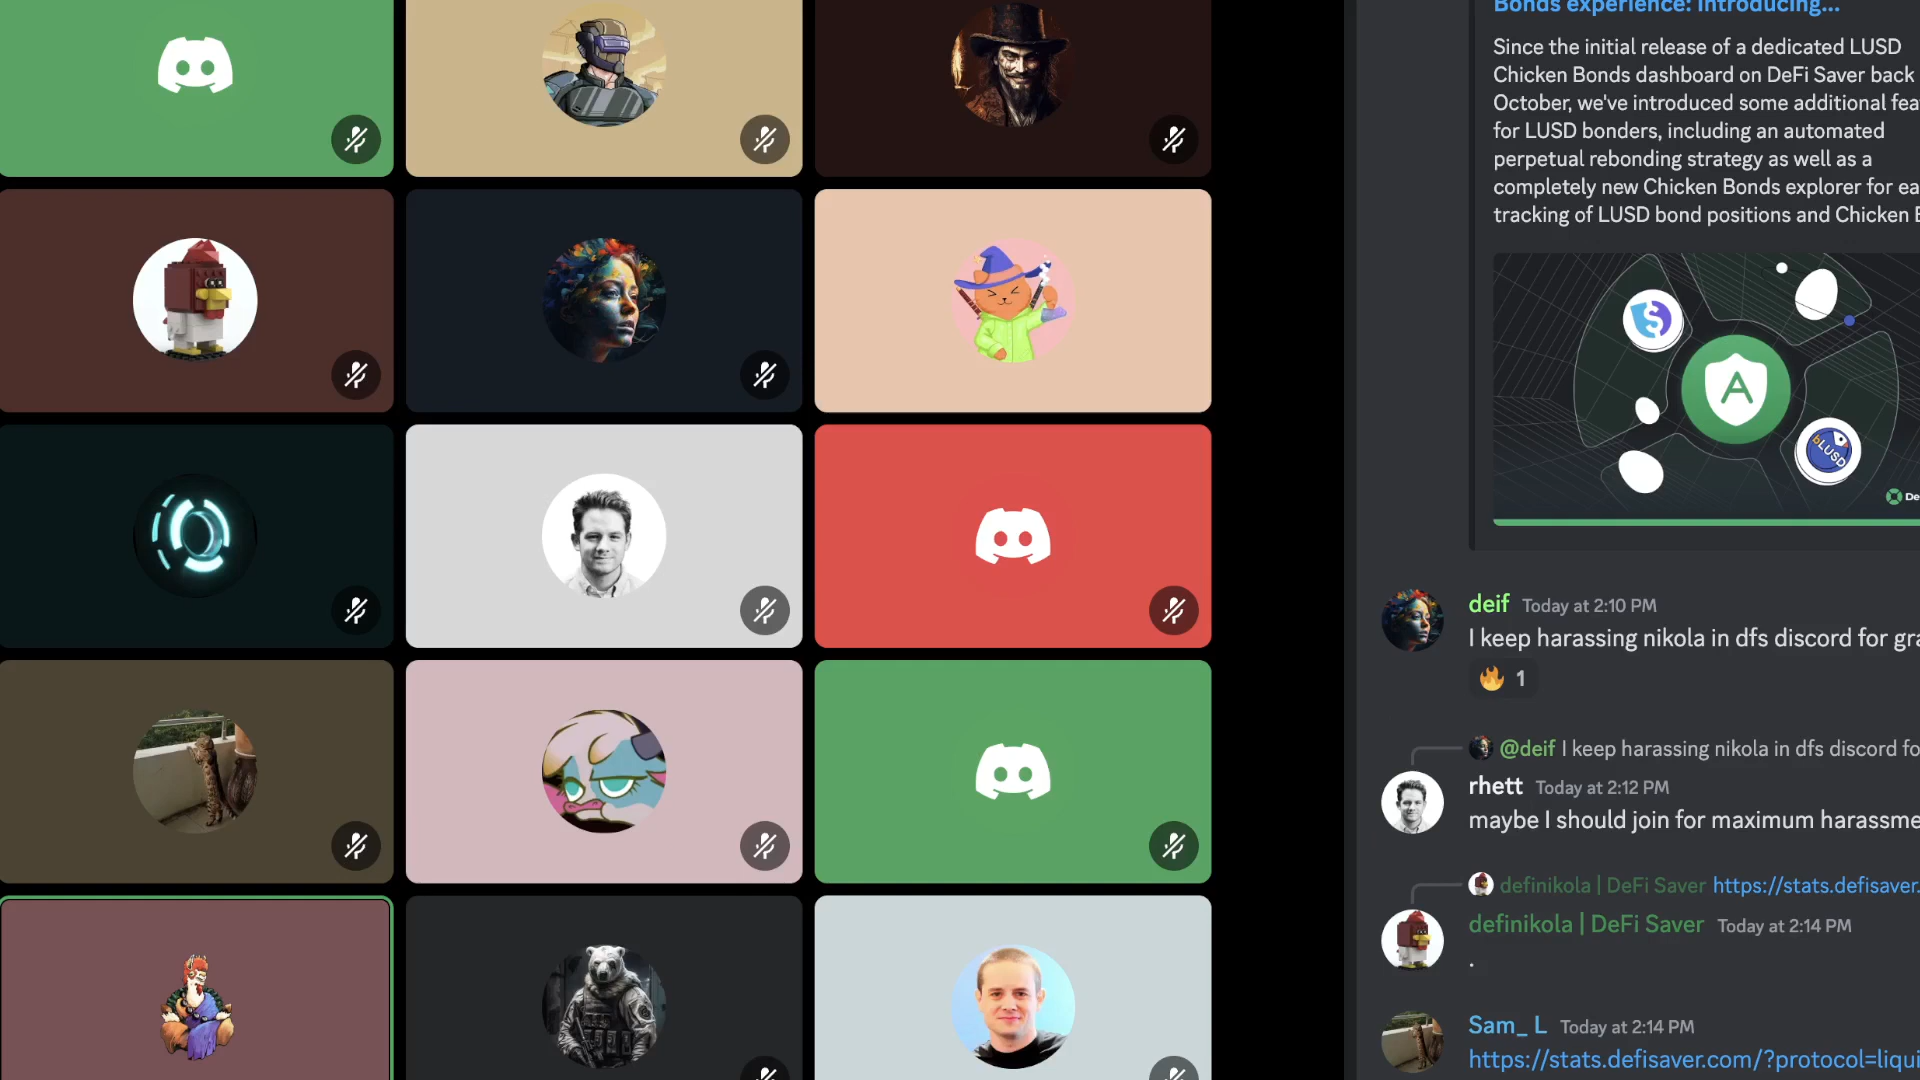 Bonds experience: Introducing...
Since the initial release of a dedicated LUSD
Chicken Bonds dashboard on DeFi Saver back
October, we've introduced some additional fea
for LUSD bonders, including an automated
perpetual rebonding strategy as well as a
completely new Chicken Bonds explorer for ea
tracking of LUSD bond positions and Chicken B
bLUSD
De
deif Today at 2:10 PM
I keep harassing nikola in dfs discord for gra
1
@deif I keep harassing nikola in dfs discord fo
rhett Today at 2:12 PM
maybe I should join for maximum harassme
definikola | DeFi Saver https://stats.defisaver.
definikola | DeFi Saver Today at 2:14 PM
.
Sam_ L Today at 2:14 PM
https://stats.defisaver.com/?protocol=liqui